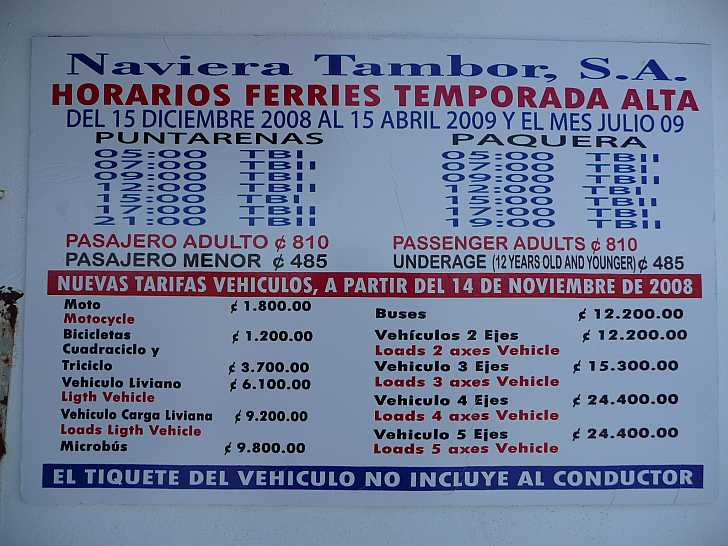 Naviera Tambor, S.A.
HORARIOS FERRIES TEMPORADA ALTA
DEL 15 DICIEMBRE 2008 AL 15 ABRIL 2009 Y EL MES JULIO 09
PUNTARENAS
05:00
07:00 TBII
09:00 TBII
12:00
15:00 TBI
17:00 TBII
21:00 TBII
PASAJERO ADULTO ¢ 810
PASAJERO MENOR ¢ 485
PAQUERA
05:00 TBII
07:00 TBII
09:00 TBII
12:00 TBI
15:00 TBII
17:00 TBII
19:00 TBII
PASSENGER ADULTS ¢ 810
UNDERAGE (12 YEARS OLD AND YOUNGER) ¢ 485
NUEVAS TARIFAS VEHICULOS, A PARTIR DEL 14 DE NOVIEMBRE DE 2008
Moto ¢ 1.800.00
Motocycle
Bicicletas ¢ 1.200.00
Cuadraciclo y
Triciclo ¢ 3.700.00
Vehiculo Liviano ¢ 6.100.00
Ligth Vehicle
Vehiculo Carga Liviana ¢ 9.200.00
Loads Ligth Vehicle
Microbús ¢ 9.800.00
Buses ¢ 12.200.00
Vehículos 2 Ejes ¢ 12.200.00
Loads 2 axes Vehicle
Vehiculo 3 Ejes ¢ 15.300.00
Loads 3 axes Vehicle
Vehiculo 4 Ejes ¢ 24.400.00
Loads 4 axes Vehicle
Vehiculo 5 Ejes ¢ 24.400.00
Loads 5 axes Vehicle
EL TIQUETE DEL VEHICULO NO INCLUYE AL CONDUCTOR